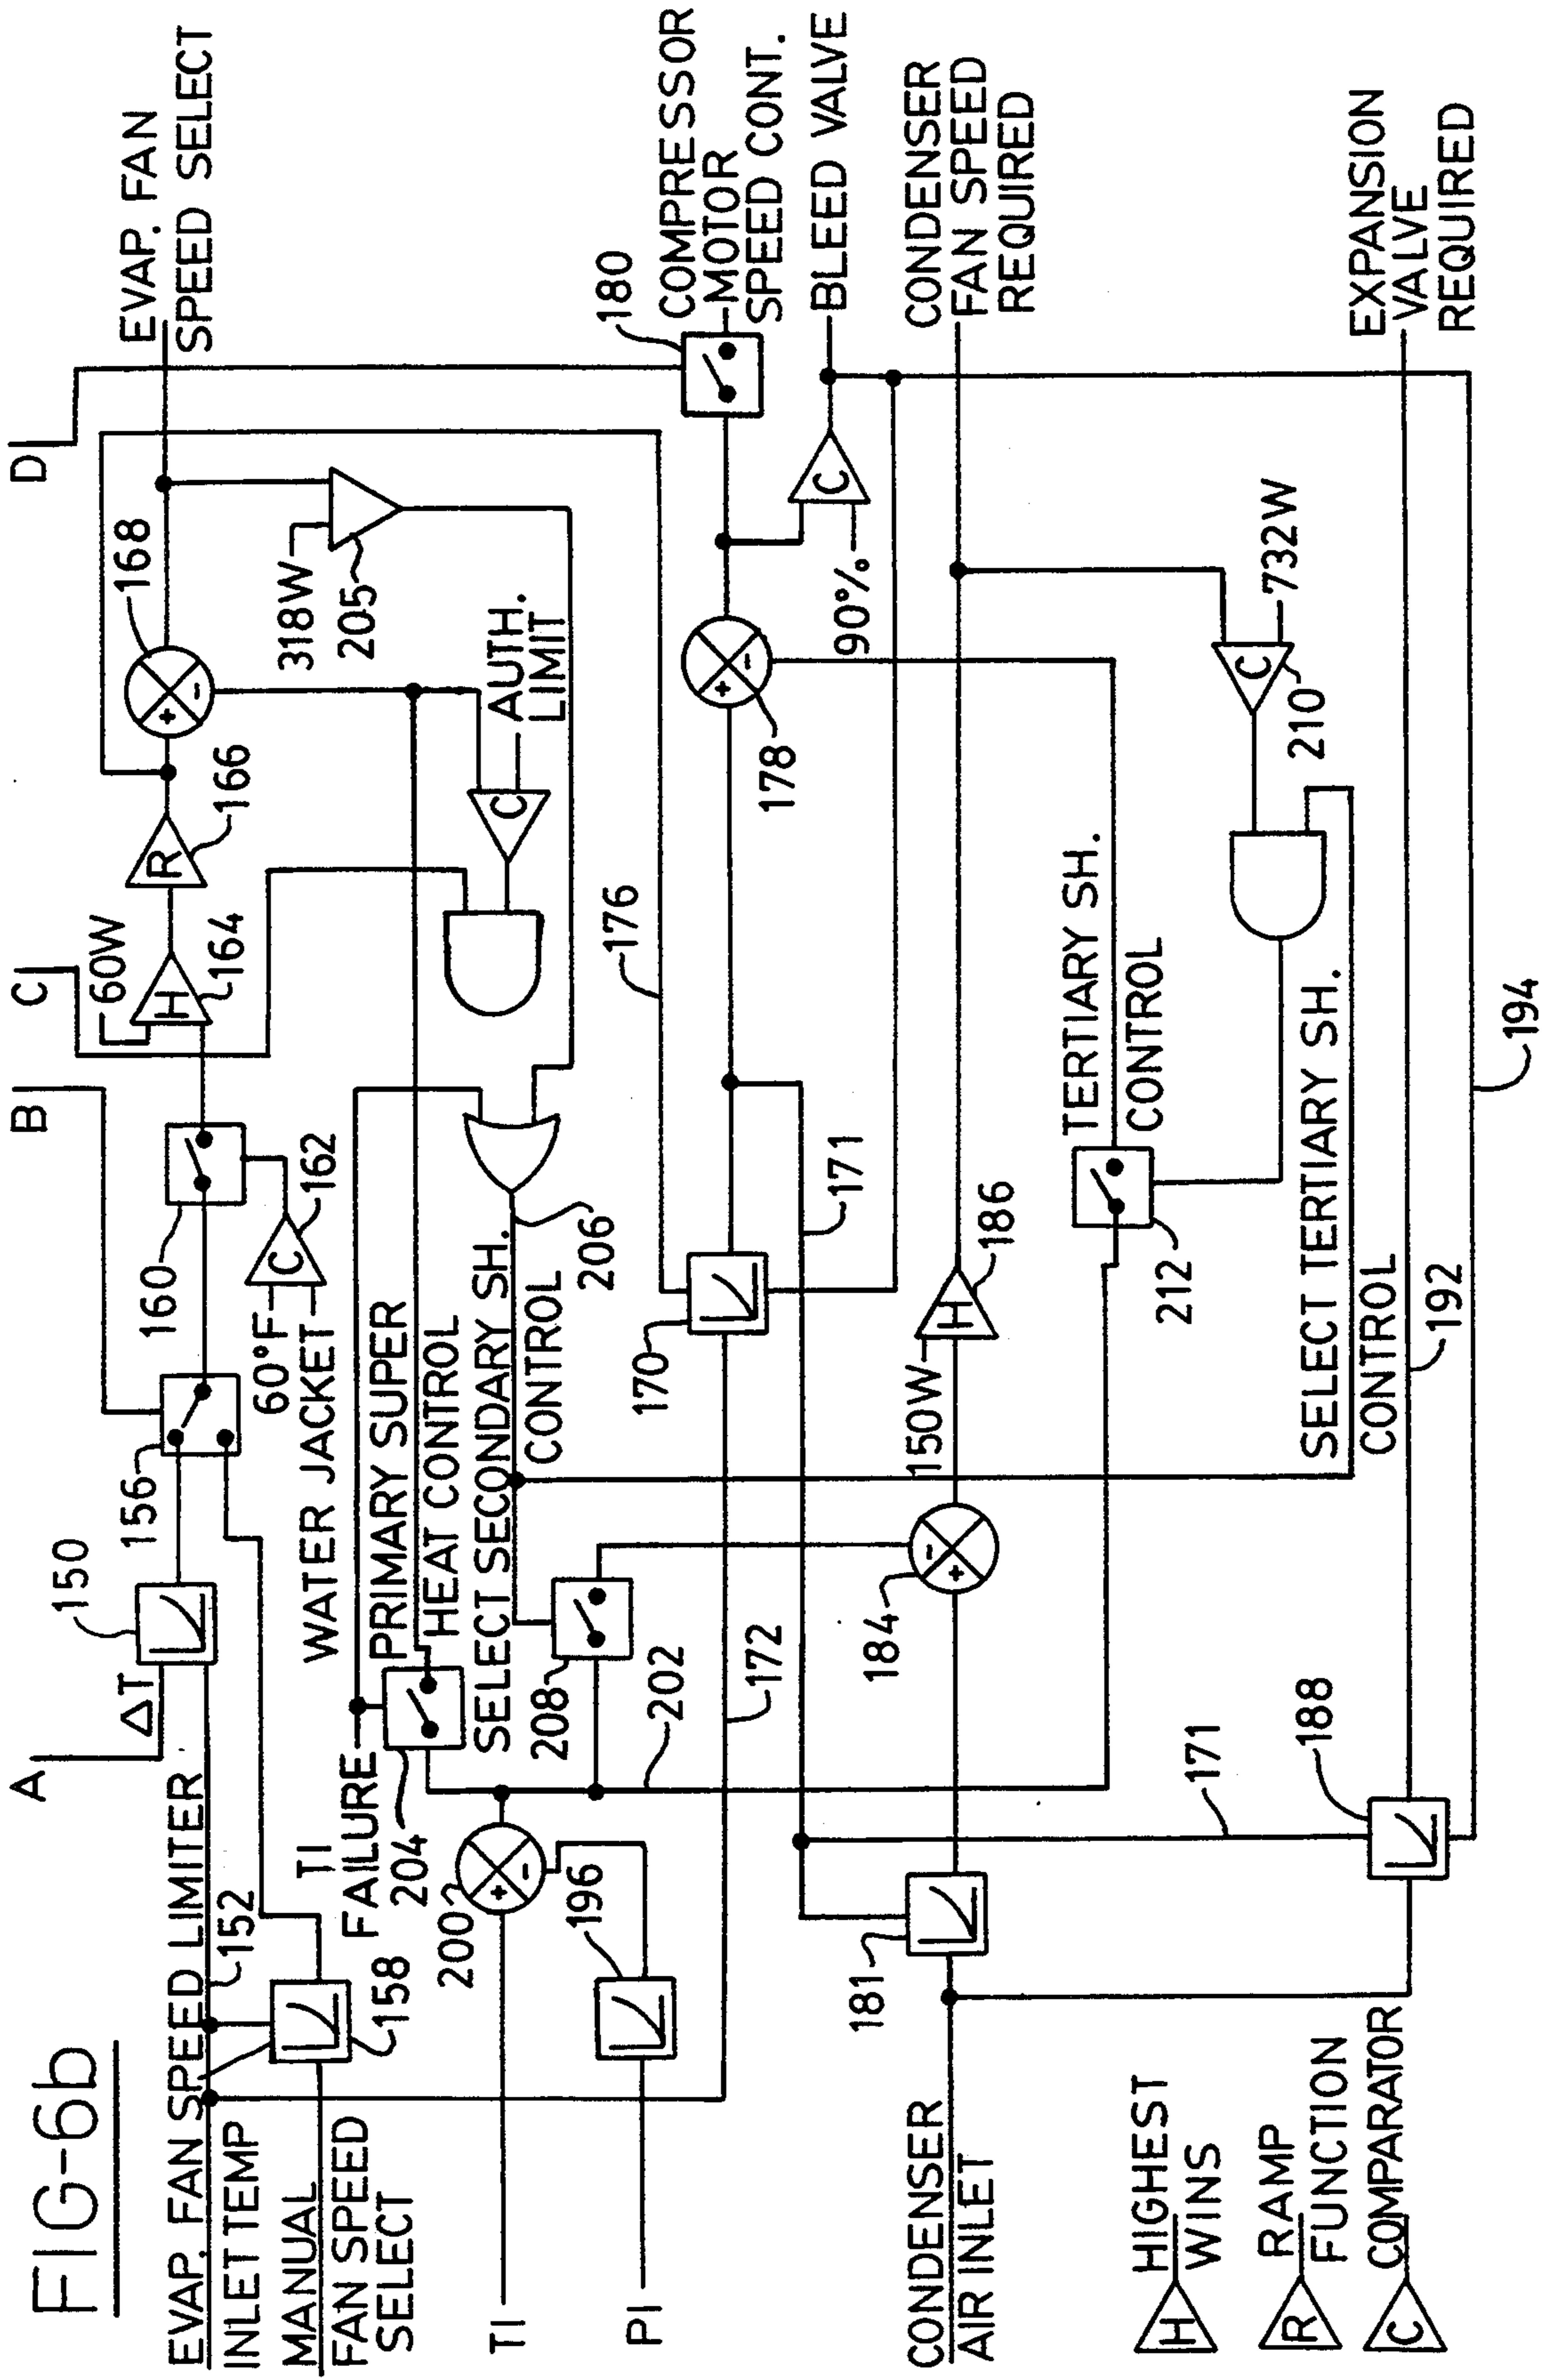 FIG-6b
A
B
C
D
EVAP. FAN SPEED LIMITER
INLET TEMP
MANUAL
FAN SPEED
SELECT
152
158
ΔT
150
156
160
60°F
WATER JACKET
162
60W
164
166
168
EVAP. FAN
SPEED SELECT
318W
205
AUTH.
LIMIT
TI
FAILURE
204
PRIMARY SUPER
HEAT CONTROL
SELECT SECONDARY SH.
CONTROL
206
208
202
TI
200
PI
196
172
170
176
171
178
180
COMPRESSOR
MOTOR
SPEED CONT.
90%
BLEED VALVE
CONDENSER
AIR INLET
181
184
150W
186
CONDENSER
FAN SPEED
REQUIRED
732W
210
TERTIARY SH.
CONTROL
212
SELECT TERTIARY SH.
CONTROL
171
188
192
194
EXPANSION
VALVE
REQUIRED
H
R
C
C
C
C
H
C
+
-
+
-
+
-
+
-
H HIGHEST
WINS
R RAMP
FUNCTION
C COMPARATOR